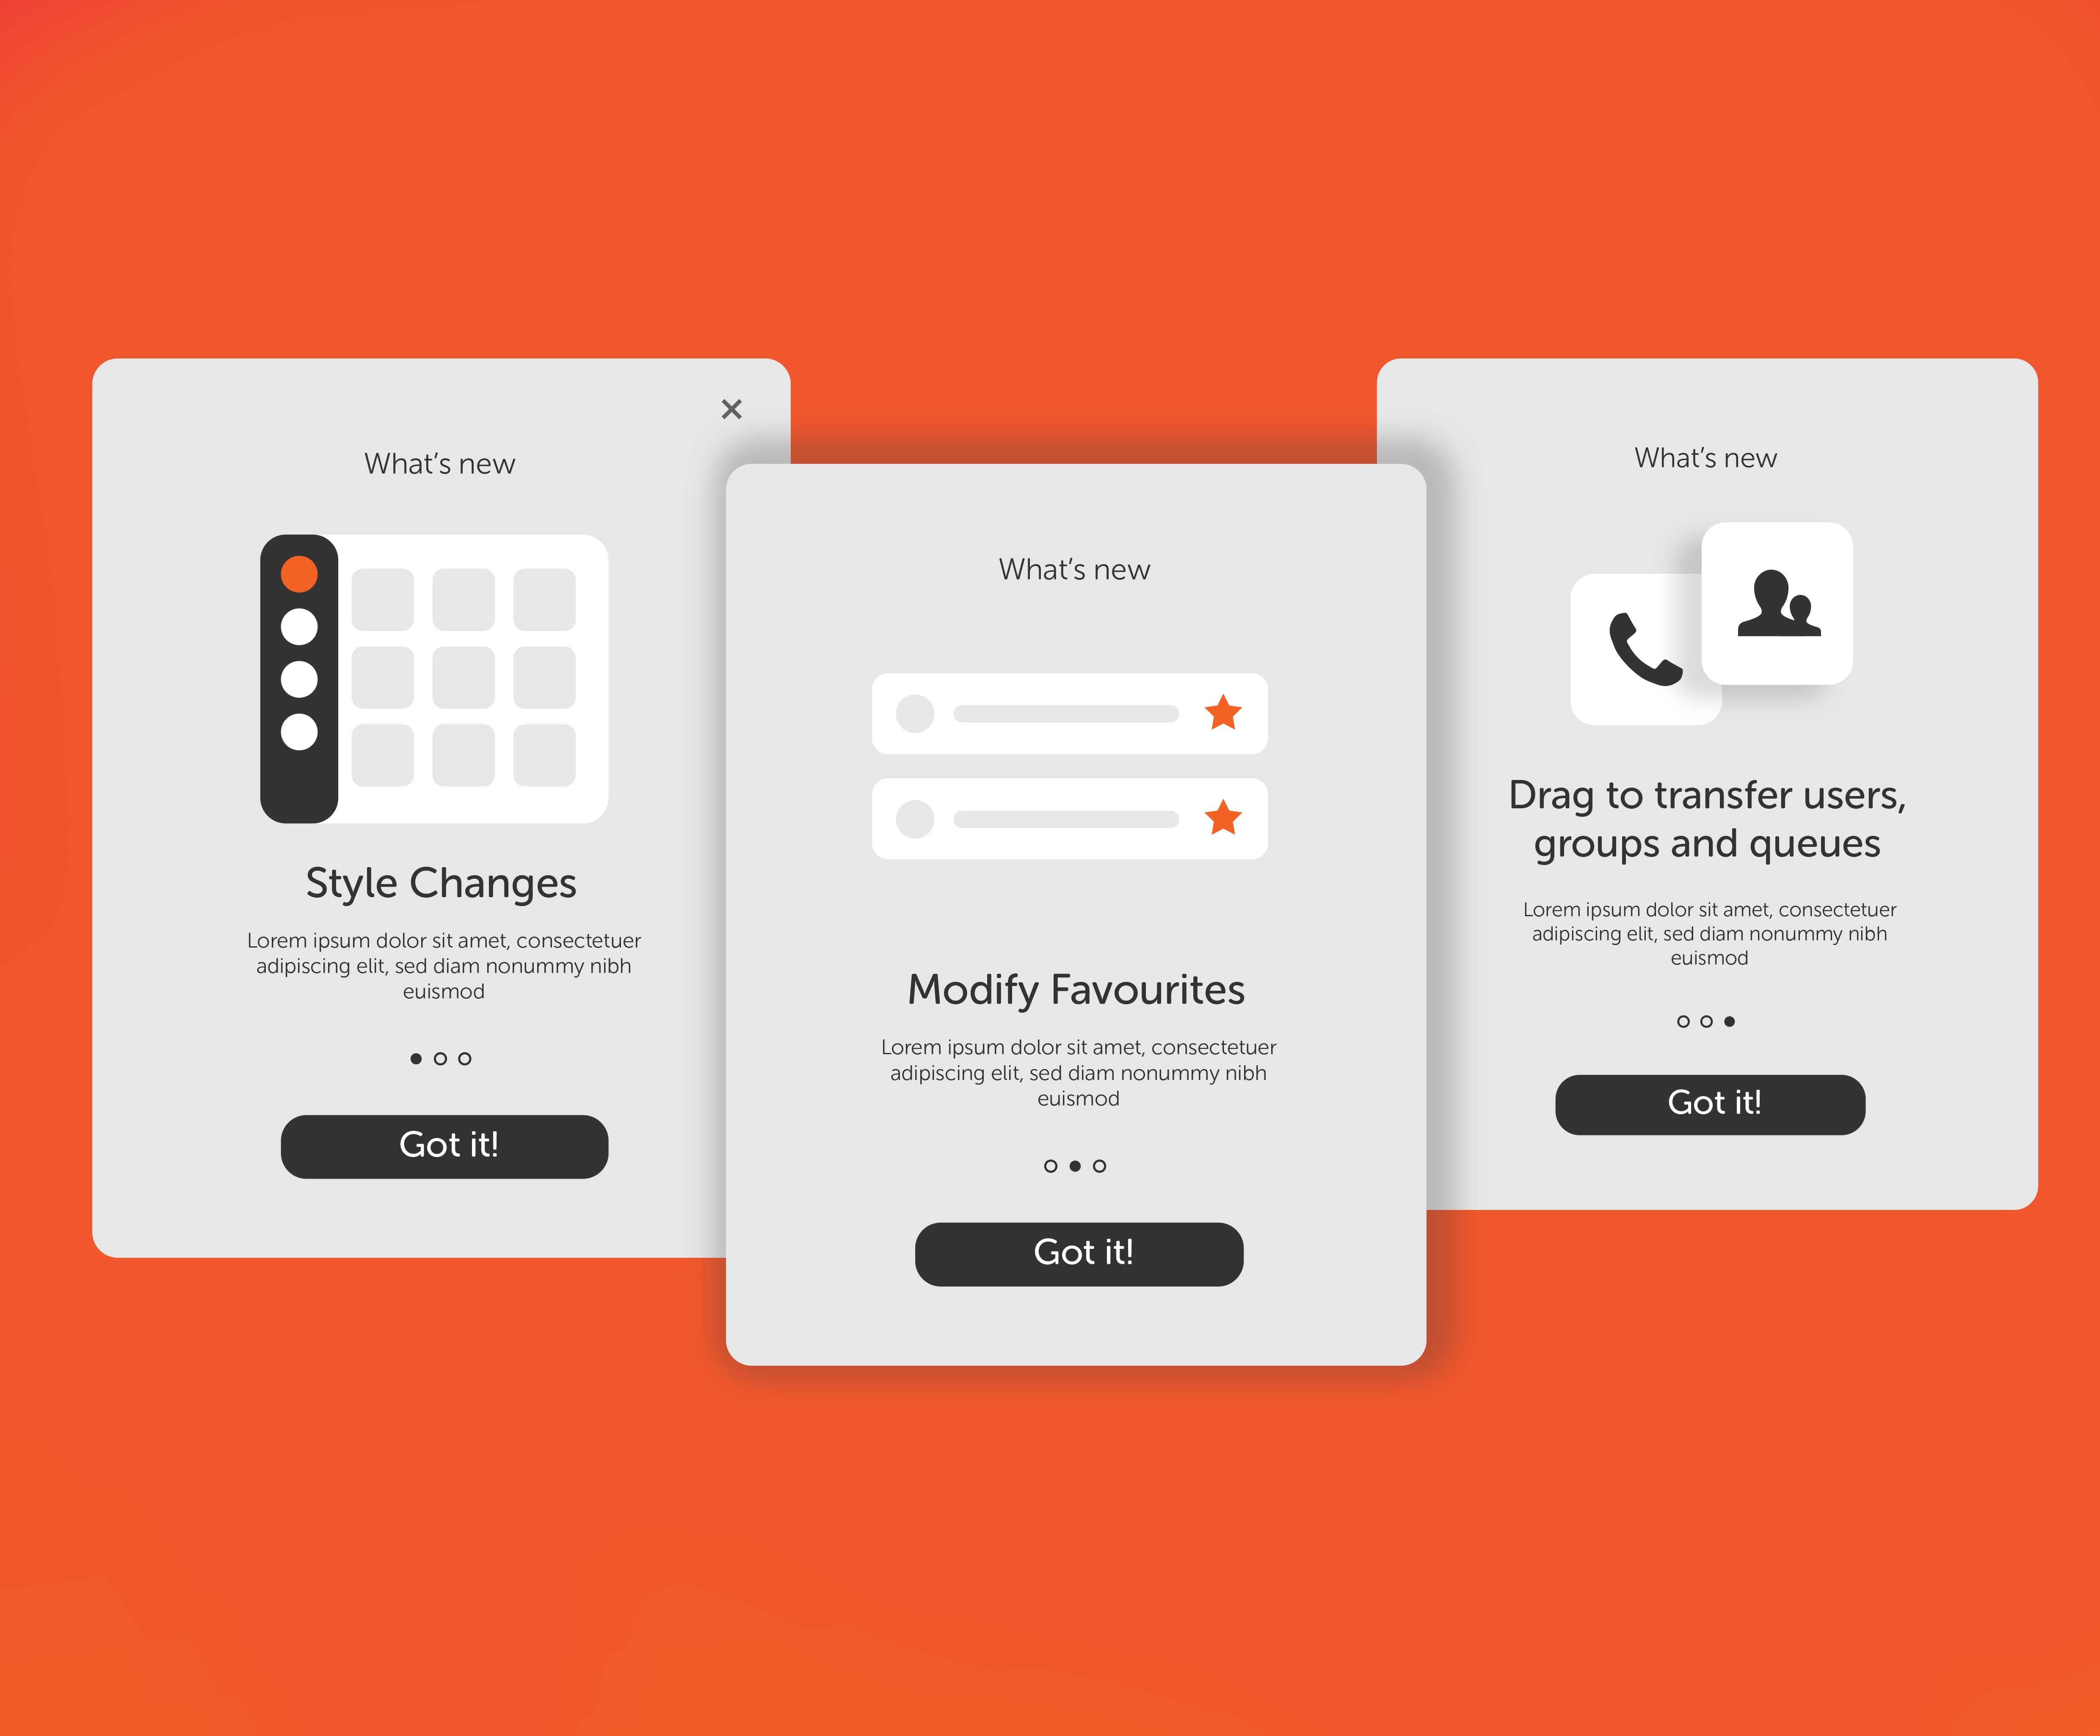 What's new
Style Changes
Lorem ipsum dolor sit amet, consectetuer
adipiscing elit, sed diam nonummy nibh
euismod
Got it!
What's new
Modify Favourites
Lorem ipsum dolor sit amet, consectetuer
adipiscing elit, sed diam nonummy nibh
euismod
Got it!
What's new
Drag to transfer users,
groups and queues
Lorem ipsum dolor sit amet, consectetuer
adipiscing elit, sed diam nonummy nibh
euismod
Got it!